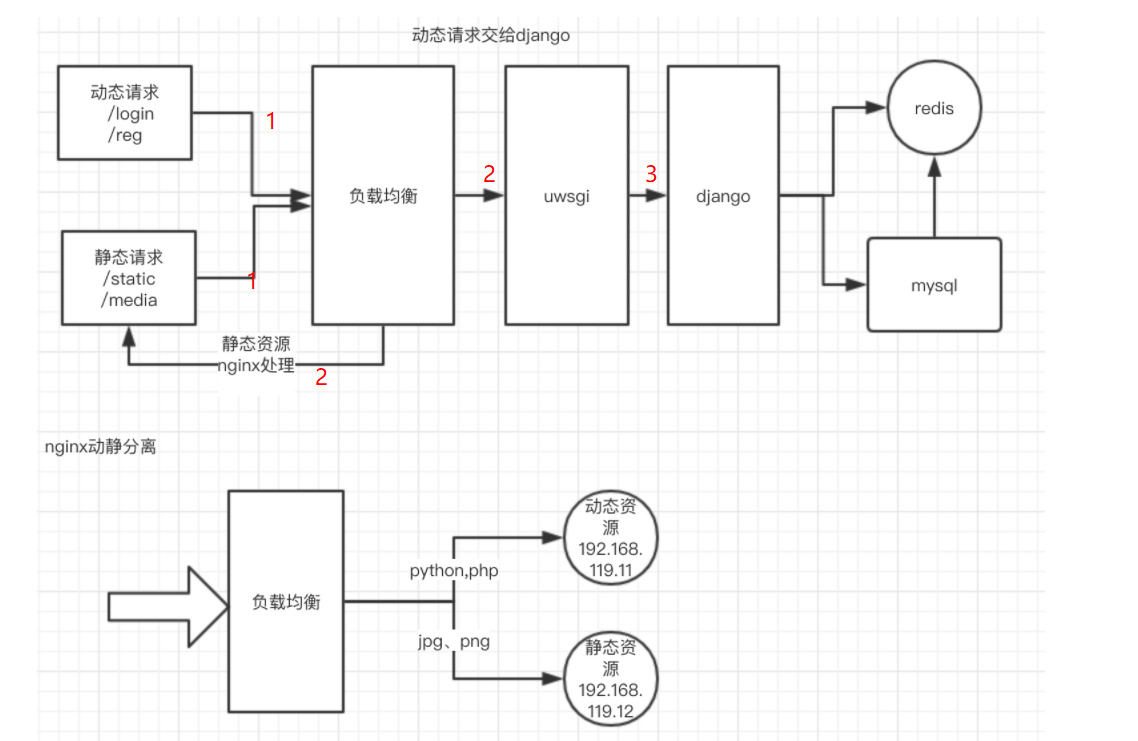 动态请求交给django
动态请求
/login
/reg
1
负载均衡
2
uwsgi
3
django
redis
mysql
静态请求
/static
/media
1
静态资源
nginx处理
2
nginx动静分离
负载均衡
python,php
jpg、png
动态资
源
192.168.
119.11
静态资
源
192.168.
119.12